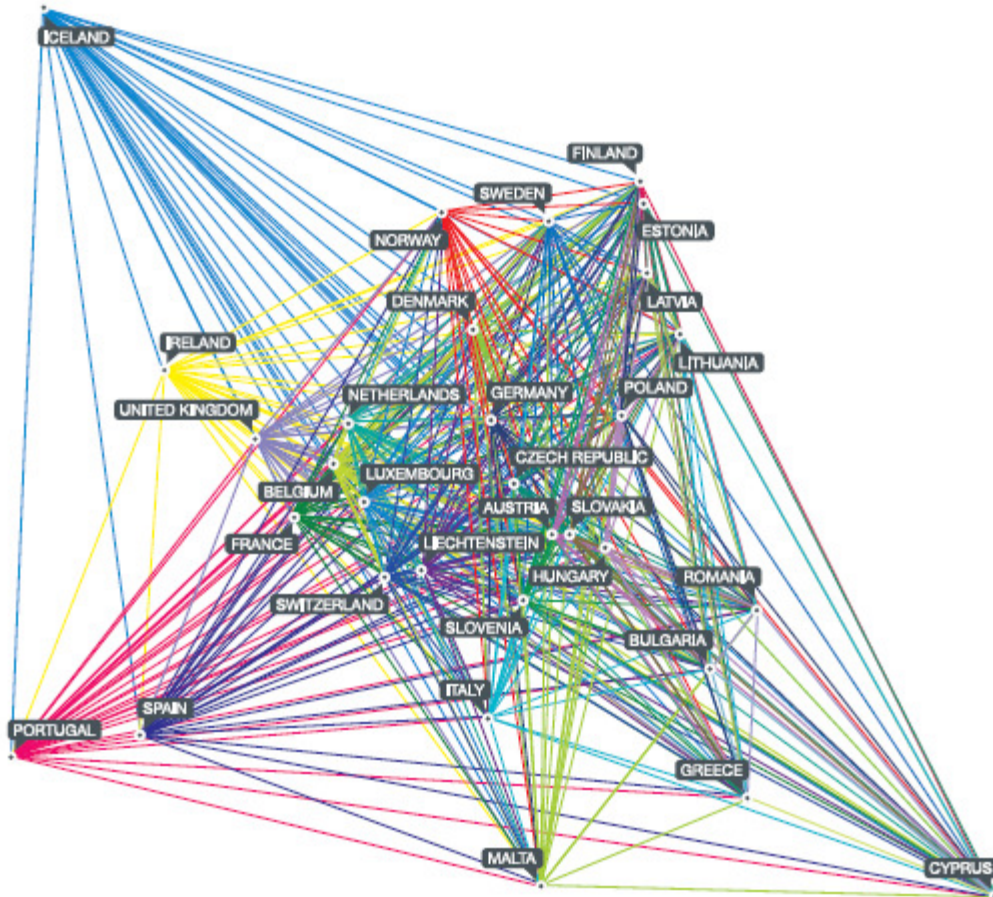 ICELAND
FINLAND
SWEDEN
NORWAY
ESTONIA
DENMARK
LATVIA
IRELAND
LITHUANIA
NETHERLANDS
GERMANY
POLAND
UNITED KINGDOM
CZECH REPUBLIC
LUXEMBOURG
BELGIUM
AUSTRIA
SLOVAKIA
FRANCE
LIECHTENSTEIN
HUNGARY
ROMANIA
SWITZERLAND
SLOVENIA
BULGARIA
ITALY
SPAIN
PORTUGAL
GREECE
MALTA
CYPRUS